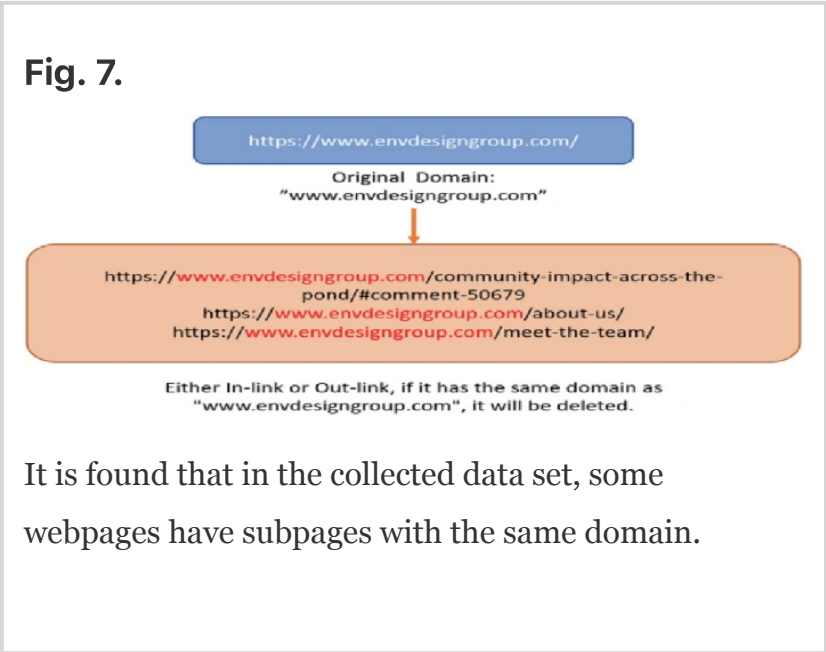 Fig. 7.
https://www.envdesigngroup.com/
Original Domain:
”www.envdesigngroup.com”
https://www.envdesigngroup.com/community-impact-across-the-
pond/#comment-50679
https://www.envdesigngroup.com/about-us/
https://www.envdesigngroup.com/meet-the-team/
Either In-link or Out-link, if it has the same domain as
"www.envdesigngroup.com", it will be deleted.
It is found that in the collected data set, some
webpages have subpages with the same domain.